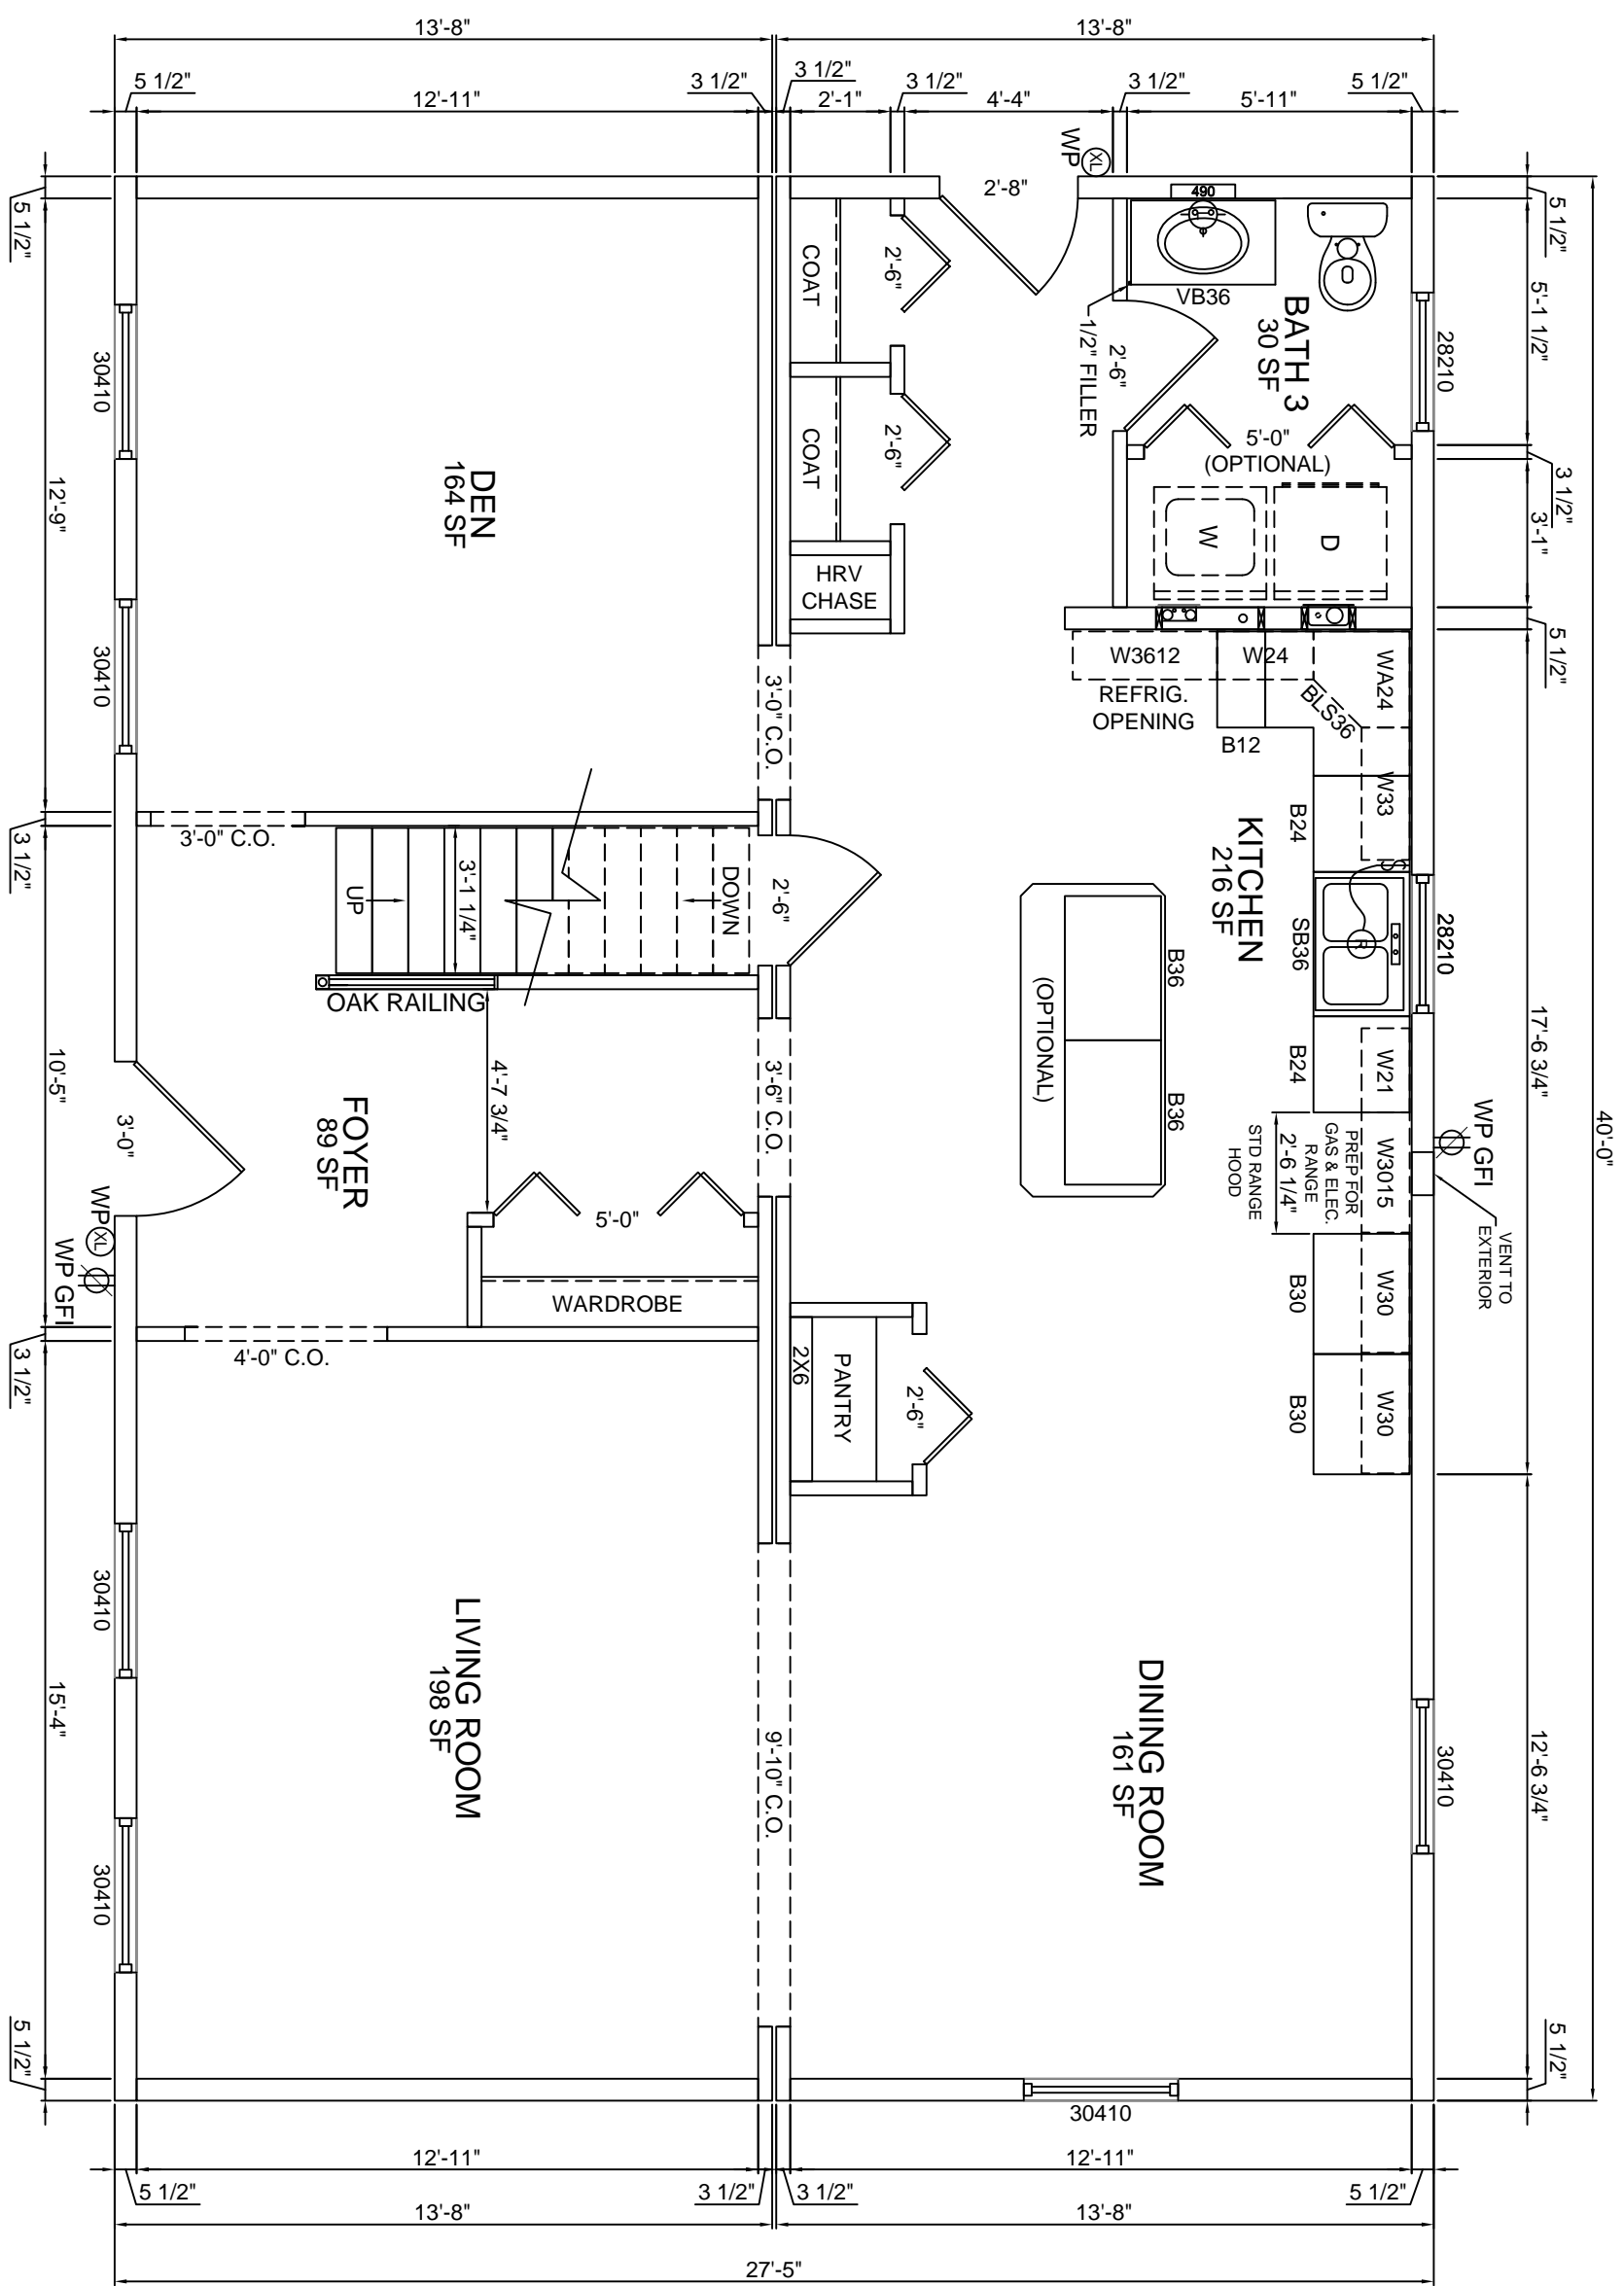 13'-8"
13'-8"
5 1/2"
12'-11"
3 1/2"
3 1/2"
2'-1"
3 1/2"
4'-4"
3 1/2"
5'-11"
5 1/2"
WP
XL
2'-8"
490
5 1/2"
5 1/2"
COAT
2'-6"
VB36
BATH 3
30 SF
28210
5'-1 1/2"
30410
2'-6"
1/2" FILLER
COAT
2'-6"
5'-0"
(OPTIONAL)
DEN
164 SF
12'-9"
3 1/2"
3'-1"
W
D
HRV
CHASE
5 1/2"
30410
3'-0" C.O.
W3612
W24
WA24
REFRIG.
OPENING
BLS36
B12
W33
B24
3'-0" C.O.
3 1/2"
UP
3'-1 1/4"
DOWN
2'-6"
KITCHEN
216 SF
S
R
SB36
28210
OAK RAILING
B36
(OPTIONAL)
B36
B24
W21
17'-6 3/4"
40'-0"
10'-5"
3'-0"
FOYER
89 SF
4'-7 3/4"
3'-6" C.O.
STD RANGE
HOOD
2'-6 1/4"
PREP FOR
GAS & ELEC.
RANGE
W3015
WP GFI
VENT TO
EXTERIOR
WP
XL
WP GFI
5'-0"
WARDROBE
B30
W30
3 1/2"
4'-0" C.O.
2X6
PANTRY
2'-6"
B30
W30
30410
15'-4"
LIVING ROOM
198 SF
9'-10" C.O.
DINING ROOM
161 SF
30410
12'-6 3/4"
30410
5 1/2"
5 1/2"
30410
12'-11"
12'-11"
5 1/2"
3 1/2"
3 1/2"
5 1/2"
13'-8"
13'-8"
27'-5"